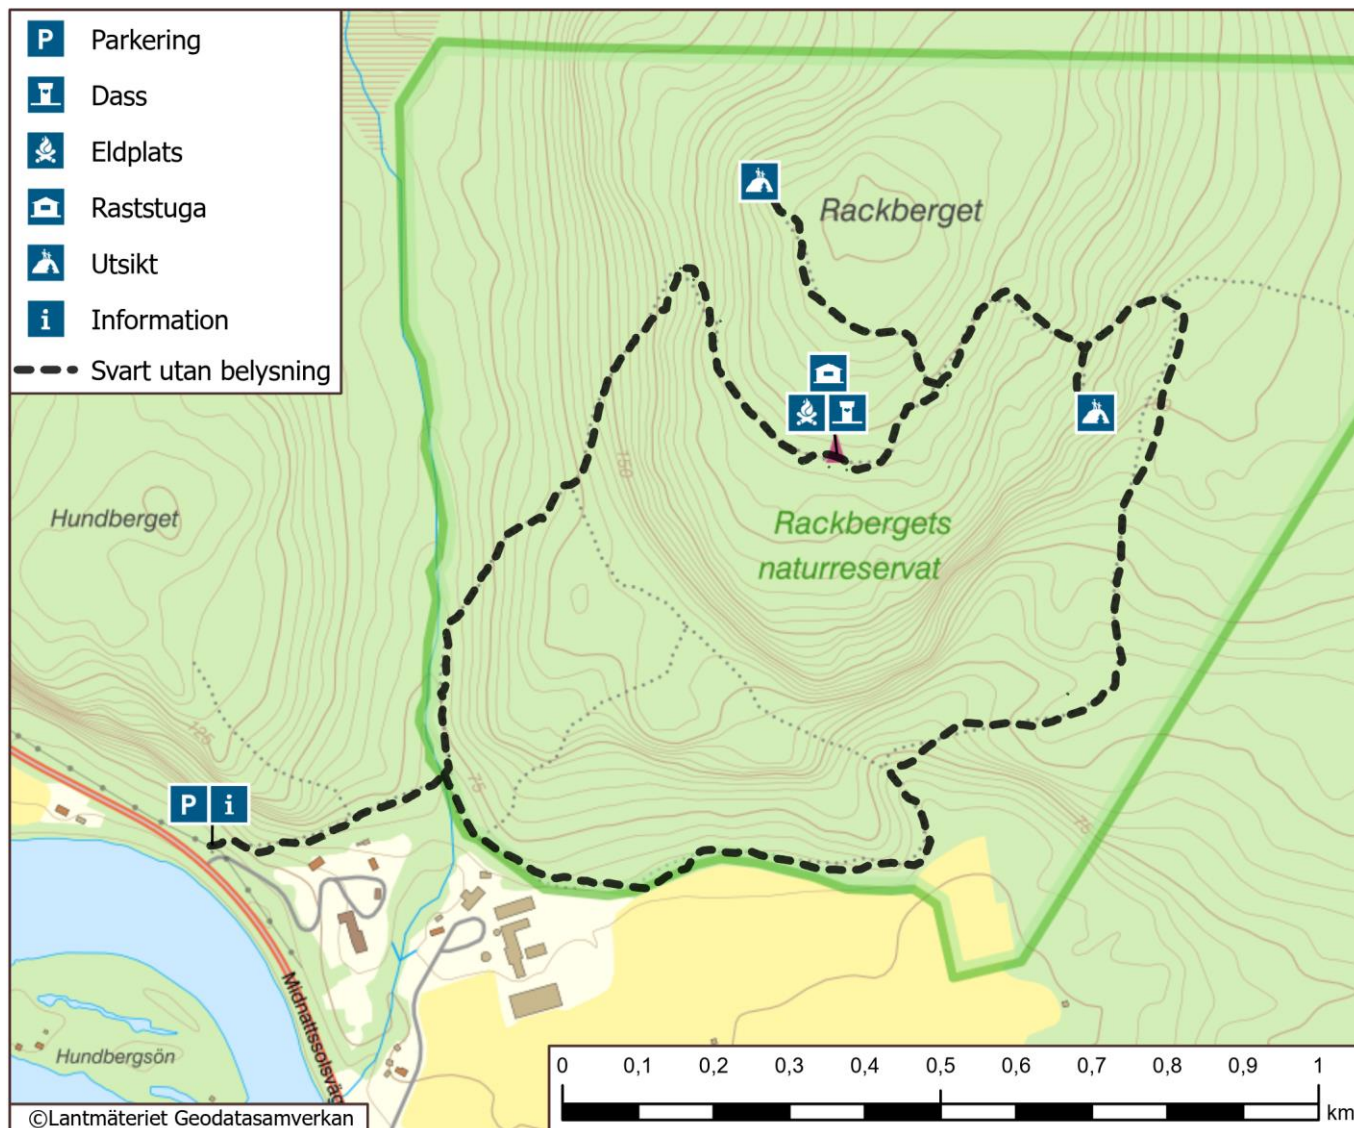 P Parkering
Dass
Eldplats
Raststuga
Utsikt
i Information
Svart utan belysning
Rackberget
150
Hundberget
Rackbergets
naturreservat
125
75
P i
75
Midnattssolsväg
Hundbergsön
0 0,1 0,2 0,3 0,4 0,5 0,6 0,7 0,8 0,9 1
km
©Lantmäteriet Geodatasamverkan